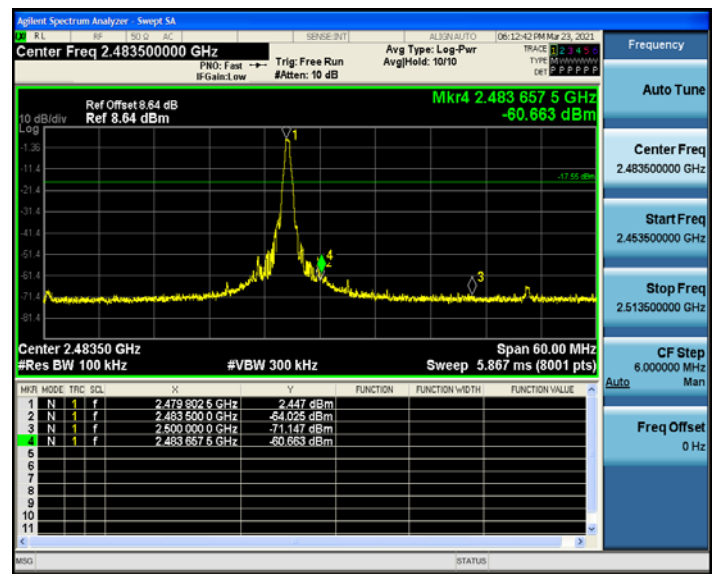 Agilent Spectrum Analyzer - Swept SA
RL RF 50 Ω AC SENSE:INT ALIGN AUTO 06:12:42 PM Mar 23, 2021
Center Freq 2.483500000 GHz
PNO: Fast
IFGain:Low
Trig: Free Run
#Atten: 10 dB
Avg Type: Log-Pwr
Avg|Hold: 10/10
TRACE 1 2 3 4 5 6
TYPE MWWWWW
DET P P P P P P
Frequency
Ref Offset 8.64 dB
10 dB/div Ref 8.64 dBm
Log
Mkr4 2.483 657 5 GHz
-60.663 dBm
-1.36
-11.4
-21.4
-31.4
-41.4
-51.4
-61.4
-71.4
-81.4
1
-17.55 dBm
4
2
3
Center 2.48350 GHz Span 60.00 MHz
#Res BW 100 kHz #VBW 300 kHz Sweep 5.867 ms (8001 pts)
MKR MODE TRC SCL X Y FUNCTION FUNCTION WIDTH FUNCTION VALUE
1 N 1 f 2.479 802 5 GHz 2.447 dBm
2 N 1 f 2.483 500 0 GHz -64.025 dBm
3 N 1 f 2.500 000 0 GHz -71.147 dBm
4 N 1 f 2.483 657 5 GHz -60.663 dBm
5
6
7
8
9
10
11
MSG STATUS
Auto Tune
Center Freq
2.483500000 GHz
Start Freq
2.453500000 GHz
Stop Freq
2.513500000 GHz
CF Step
6.000000 MHz
Auto Man
Freq Offset
0 Hz